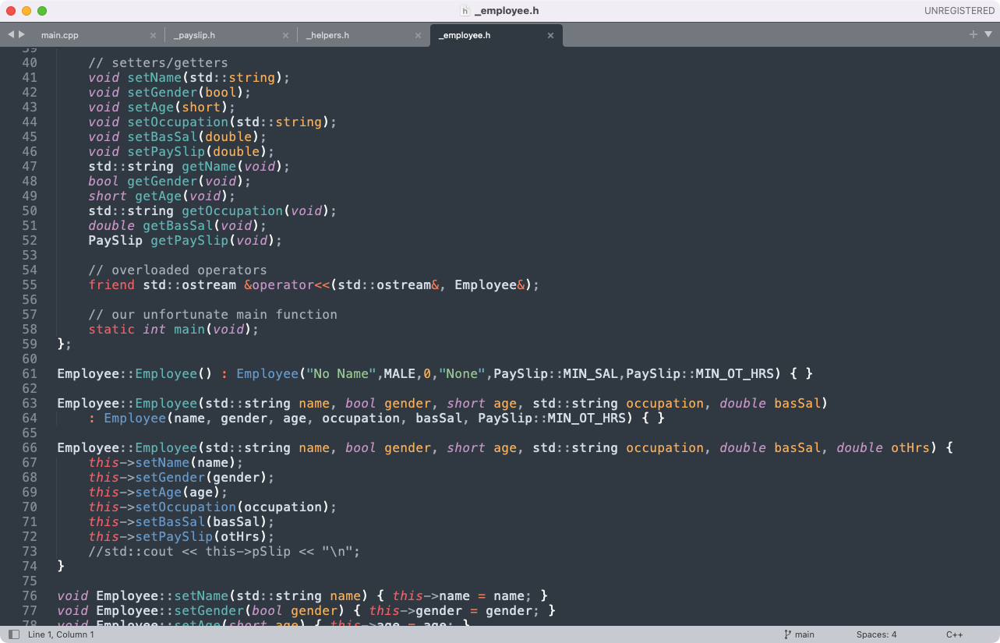 _employee.h
UNREGISTERED
main.cpp
_payslip.h
_helpers.h
_employee.h
39
40 // setters/getters
41 void setName(std::string);
42 void setGender(bool);
43 void setAge(short);
44 void setOccupation(std::string);
45 void setBasSal(double);
46 void setPaySlip(double);
47 std::string getName(void);
48 bool getGender(void);
49 short getAge(void);
50 std::string getOccupation(void);
51 double getBasSal(void);
52 PaySlip getPaySlip(void);
53
54 // overloaded operators
55 friend std::ostream &operator<<(std::ostream&, Employee&);
56
57 // our unfortunate main function
58 static int main(void);
59 };
60
61 Employee::Employee() : Employee("No Name",MALE,0,"None",PaySlip::MIN_SAL,PaySlip::MIN_OT_HRS) { }
62
63 Employee::Employee(std::string name, bool gender, short age, std::string occupation, double basSal)
64 : Employee(name, gender, age, occupation, basSal, PaySlip::MIN_OT_HRS) { }
65
66 Employee::Employee(std::string name, bool gender, short age, std::string occupation, double basSal, double otHrs) {
67 this->setName(name);
68 this->setGender(gender);
69 this->setAge(age);
70 this->setOccupation(occupation);
71 this->setBasSal(basSal);
72 this->setPaySlip(otHrs);
73 //std::cout << this->pSlip << "\n";
74 }
75
76 void Employee::setName(std::string name) { this->name = name; }
77 void Employee::setGender(bool gender) { this->gender = gender; }
78 void Employee::setAge(short age) { this->age = age; }
Line 1, Column 1
main
Spaces: 4
C++